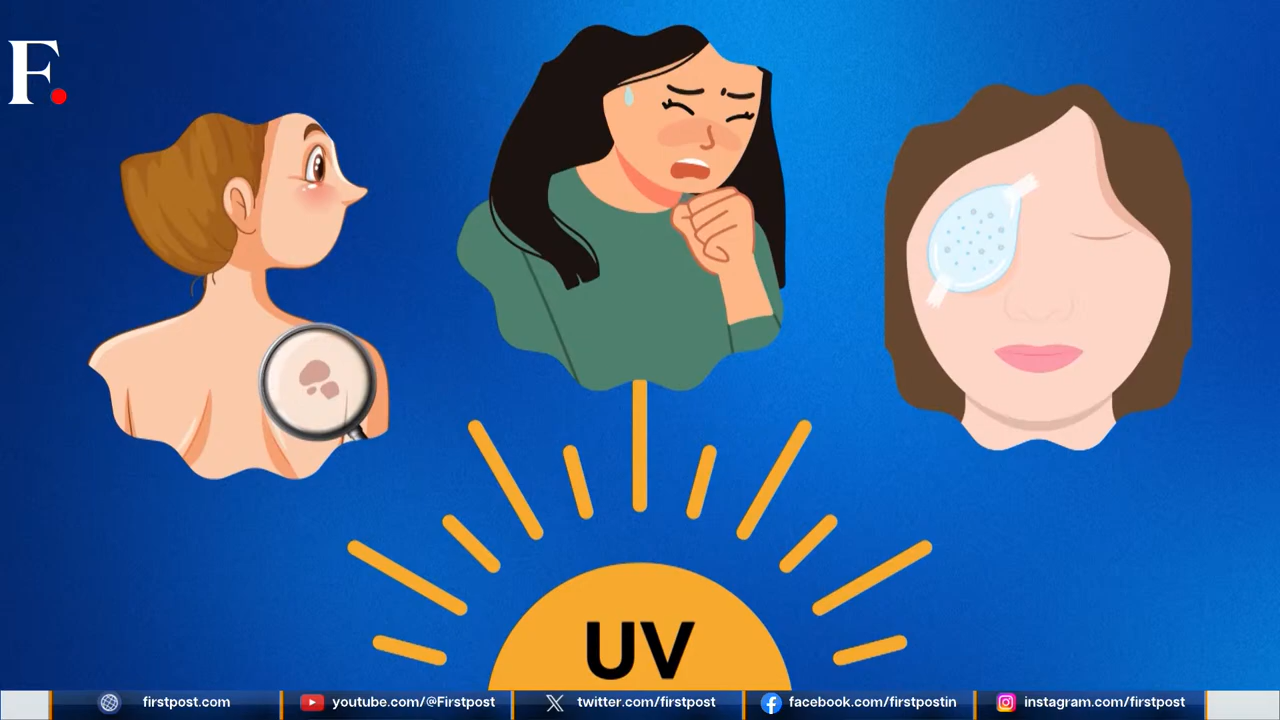 F.
UV
firstpost.com
youtube.com/@Firstpost
twitter.com/firstpost
facebook.com/firstpostin
instagram.com/firstpost